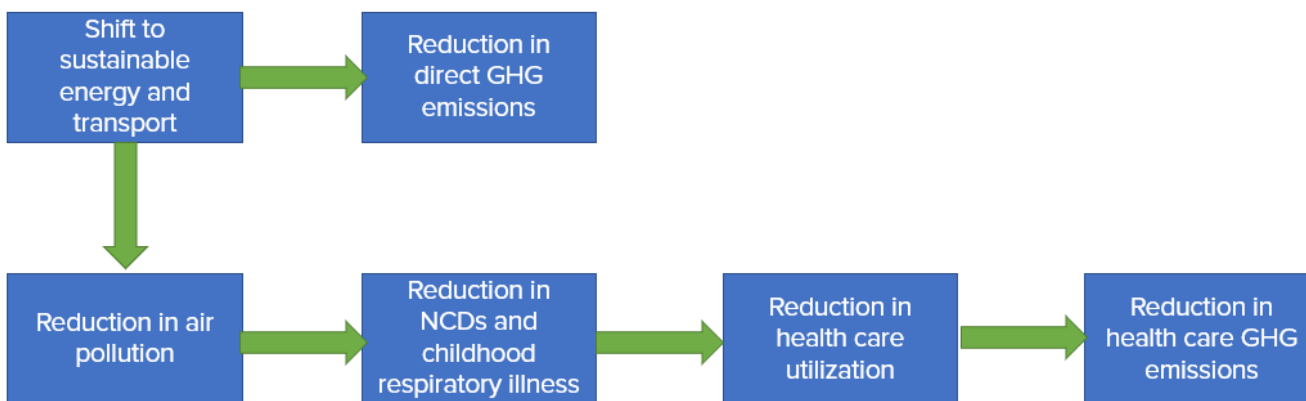 Shift to
sustainable
energy and
transport
Reduction in
direct GHG
emissions
Reduction in air
pollution
Reduction in
NCDs and
childhood
respiratory illness
Reduction in
health care
utilization
Reduction in
health care GHG
emissions